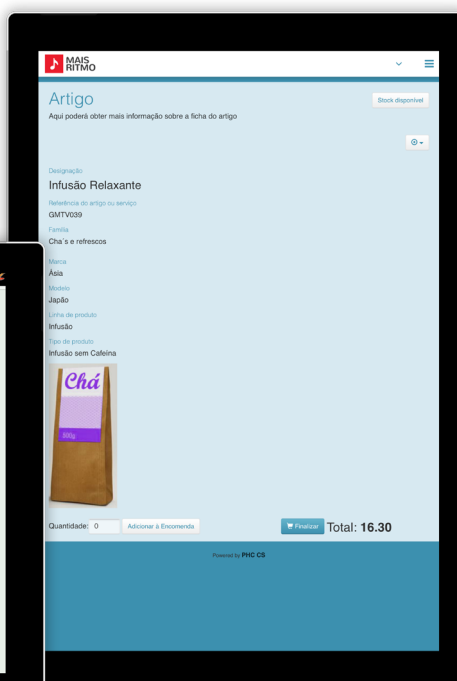 MAIS
RITMO
Artigo
Stock disponível
Aqui poderá obter mais informação sobre a ficha do artigo
Designação
Infusão Relaxante
Referência do artigo ou serviço
GMTV039
Família
Cha´s e refrescos
Marca
Ásia
Modelo
Japão
Linha de produto
Infusão
Tipo de produto
Infusão sem Cafeína
Chá
500g
Quantidade: 0 Adicionar à Encomenda Finalizar Total: 16.30
Powered by PHC CS